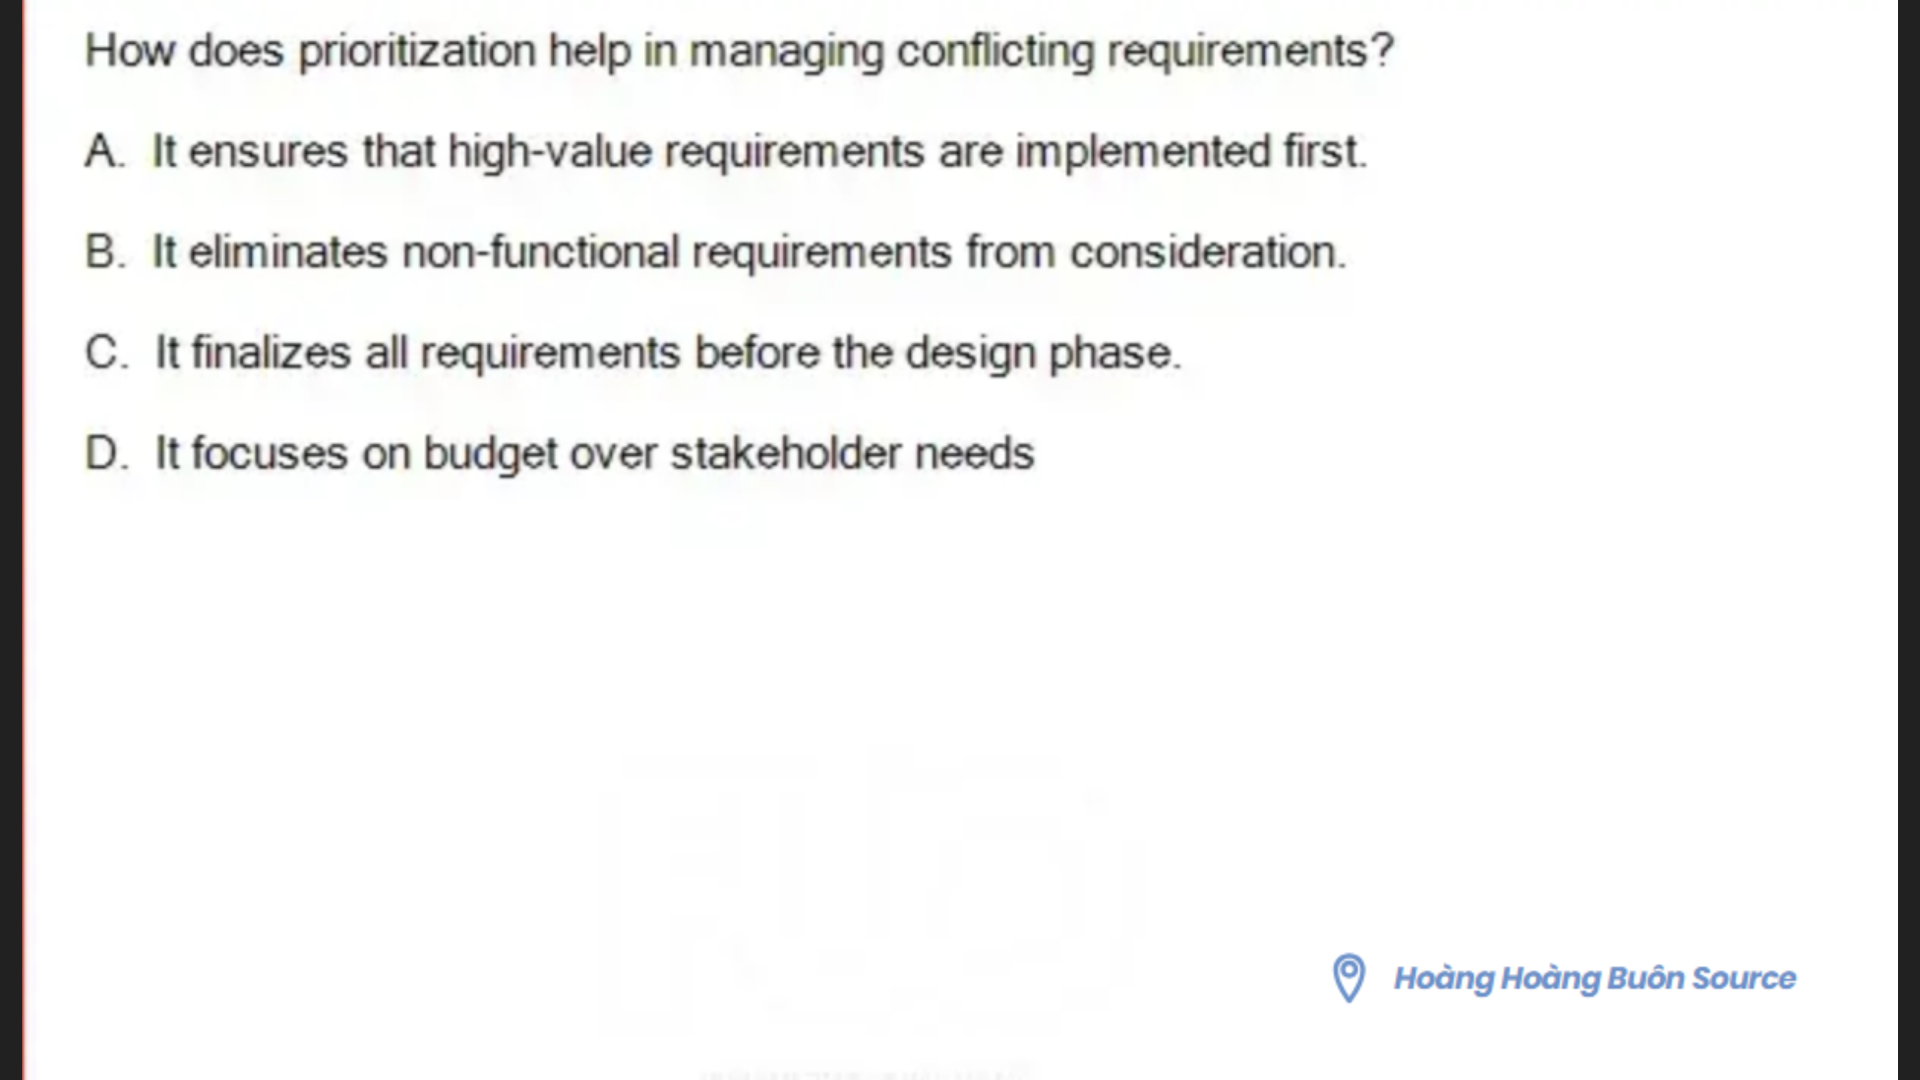 How does prioritization help in managing conflicting requirements?
A. It ensures that high-value requirements are implemented first.
B. It eliminates non-functional requirements from consideration.
C. It finalizes all requirements before the design phase.
D. It focuses on budget over stakeholder needs
Hoàng Hoàng Buôn Source